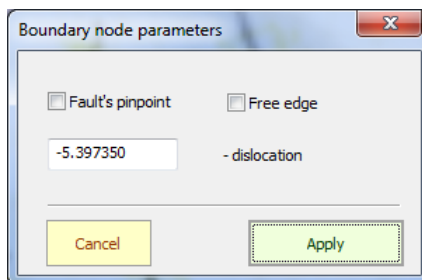 Boundary node parameters
Fault's pinpoint Free edge
-5.397350 - dislocation
Cancel Apply